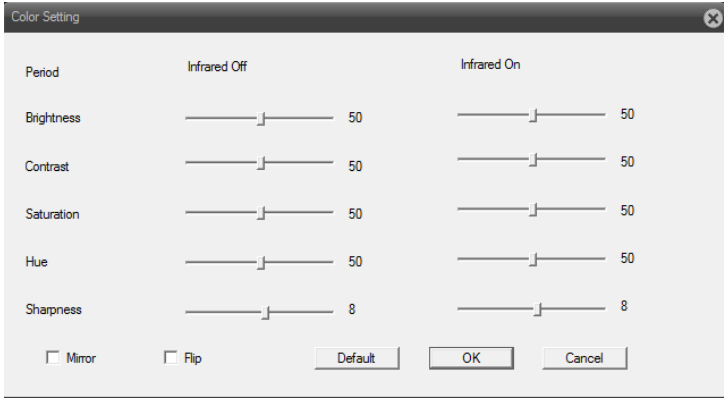 Color Setting
Period Infrared Off Infrared On
Brightness 50 50
Contrast 50 50
Saturation 50 50
Hue 50 50
Sharpness 8 8
Mirror Flip Default OK Cancel